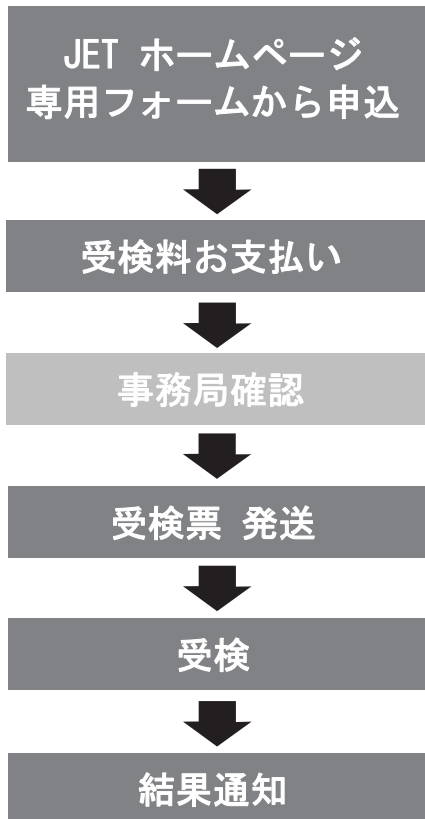 JET ホームページ
専用フォームから申込
受検料お支払い
事務局確認
受検票 発送
受検
結果通知